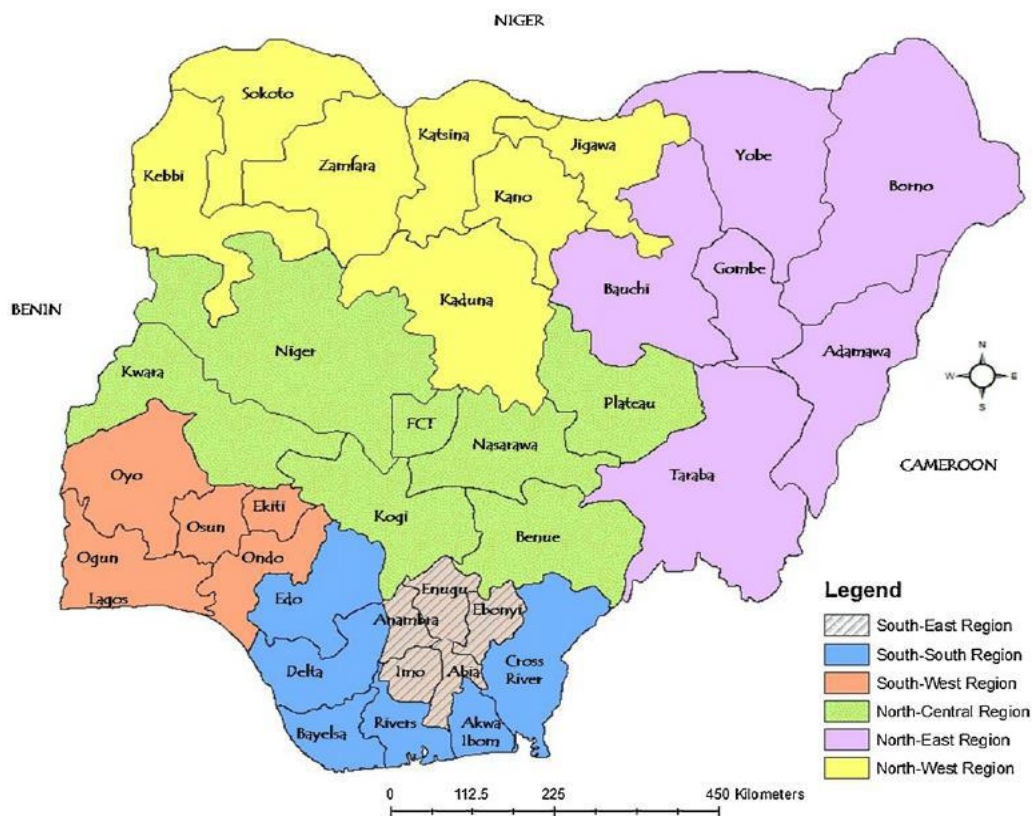 NIGER
Sokoto
Katsina
Jigawa
Kebbi
Zamfara
Kano
Yobe
Borno
Gombe
Bauchi
Kaduna
BENIN
Niger
Adamawa
Kwara
N
W E
S
Plateau
FCT
Nasarawa
CAMEROON
Oyo
Taraba
Ekiti
Osun
Kogi
Benue
Ogun
Ondo
Lagos
Edo
Enugu
Ebonyi
Anambra
Delta
Imo
Abia
Cross
River
Bayelsa
Rivers
Akwa
Ibom
Legend
South-East Region
South-South Region
South-West Region
North-Central Region
North-East Region
North-West Region
0 112.5 225 450 Kilometers